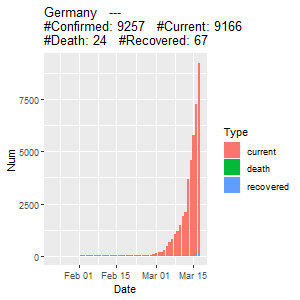 Germany   ---
#Confirmed: 9257   #Current: 9166
#Death: 24   #Recovered: 67
7500
5000
2500
0
Num
Feb 01   Feb 15   Mar 01   Mar 15
Date
Type
current
death
recovered